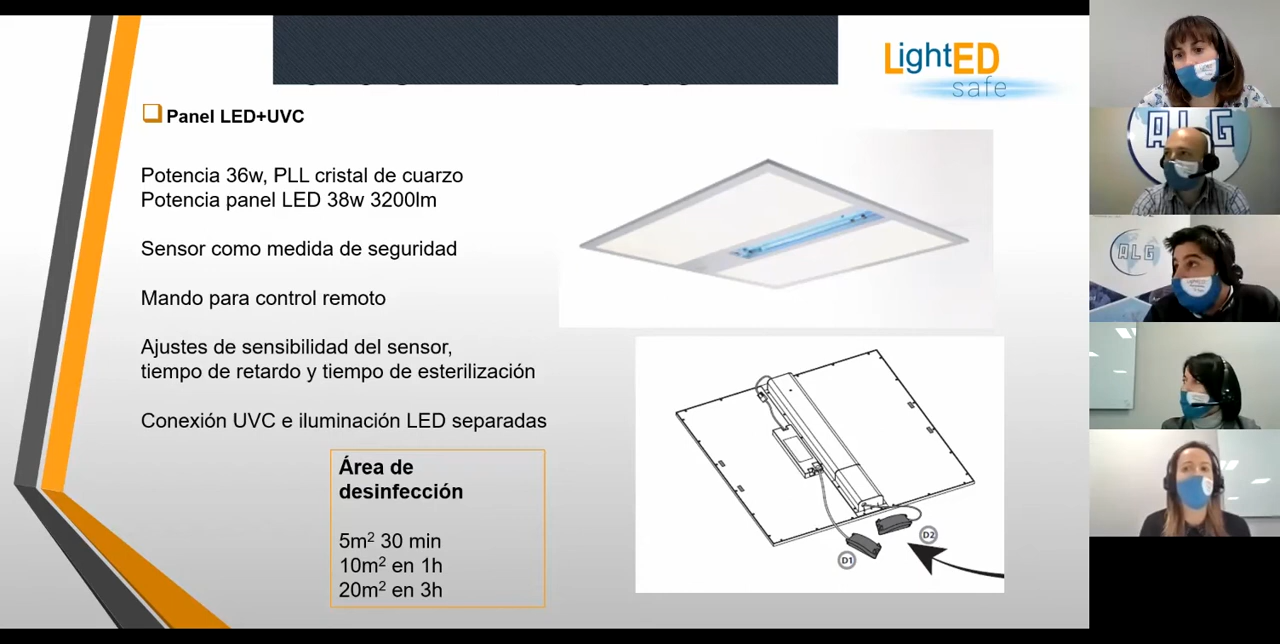 LightED
safe
Panel LED+UVC
Potencia 36w, PLL cristal de cuarzo
Potencia panel LED 38w 3200lm
Sensor como medida de seguridad
Mando para control remoto
Ajustes de sensibilidad del sensor,
tiempo de retardo y tiempo de esterilización
Conexión UVC e iluminación LED separadas
Área de
desinfección
5m² 30 min
10m² en 1h
20m² en 3h
D1
D2
ALG
ALG